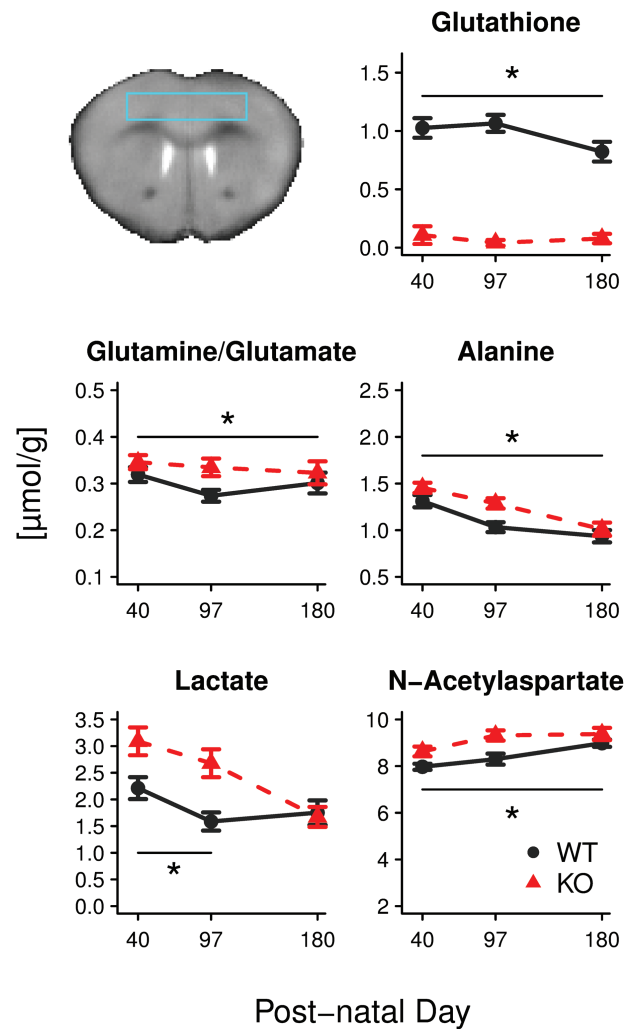 Glutathione
1.5
1.0
0.5
0.0
*
40 97 180
Glutamine/Glutamate
0.5
0.4
0.3
0.2
0.1
*
40 97 180
Alanine
2.5
2.0
1.5
1.0
0.5
*
40 97 180
[μmol/g]
Lactate
3.5
3.0
2.5
2.0
1.5
1.0
0.5
0.0
*
40 97 180
N−Acetylaspartate
10
8
6
4
2
*
WT
KO
40 97 180
Post−natal Day